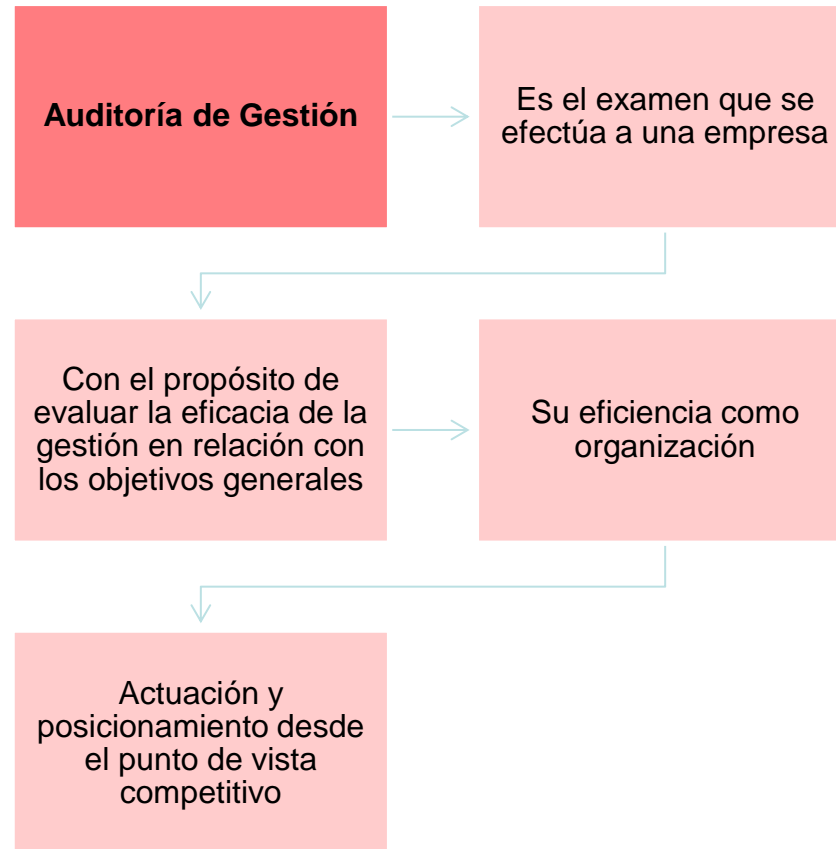 Auditoría de Gestión
Es el examen que se
efectúa a una empresa
Con el propósito de
evaluar la eficacia de la
gestión en relación con
los objetivos generales
Su eficiencia como
organización
Actuación y
posicionamiento desde
el punto de vista
competitivo